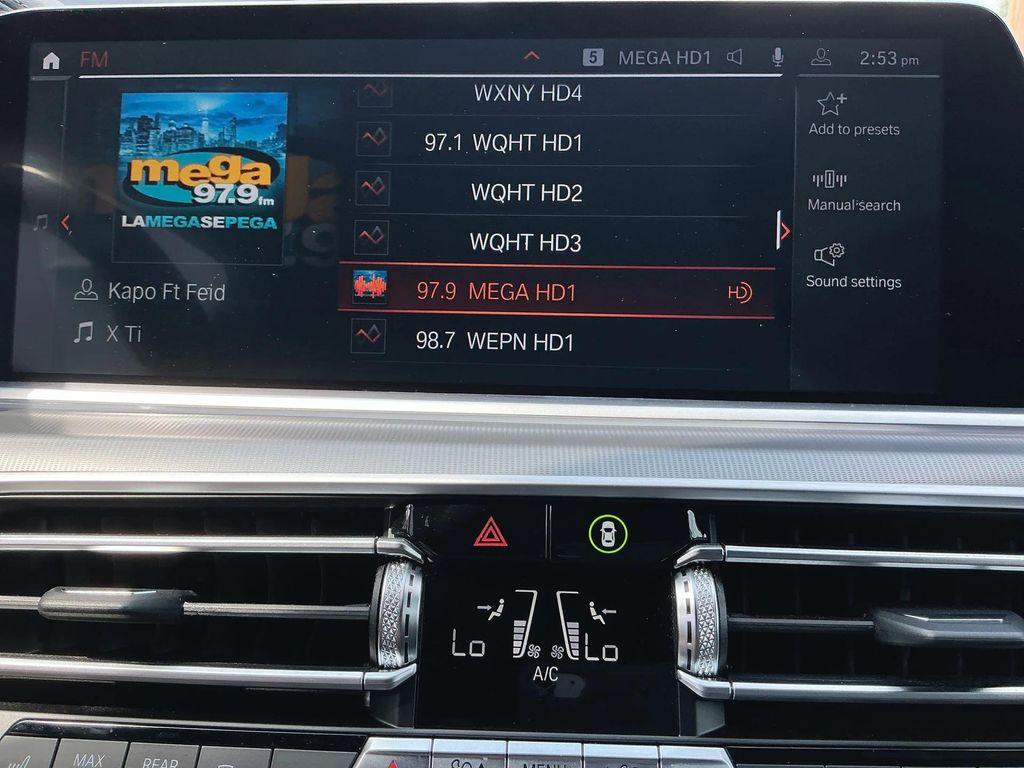 FM
5 MEGA HD1
2:53 pm
mega
97.9 fm
LAMEGASEPEGA
Kapo Ft Feid
X Ti
WXNY HD4
97.1 WQHT HD1
WQHT HD2
WQHT HD3
97.9 MEGA HD1 HD
98.7 WEPN HD1
Add to presets
Manual search
Sound settings
Lo Lo
A/C
MAX REAR MENU